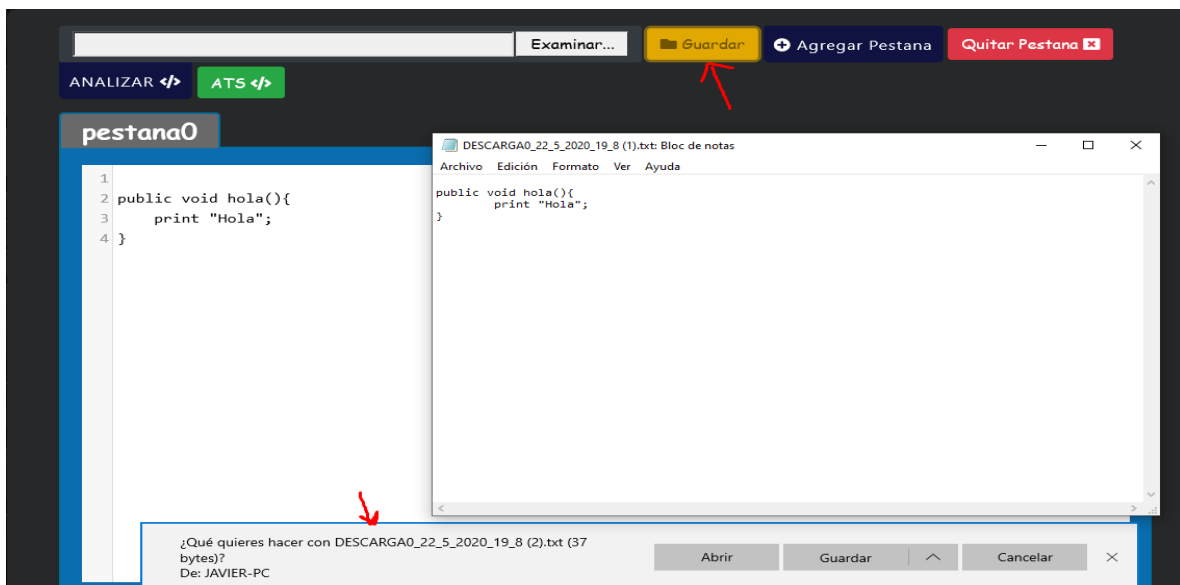 Examinar...
Guardar
Agregar Pestana
Quitar Pestana
ANALIZAR </>
ATS </>
pestana0
1
2 public void hola(){
3 print "Hola";
4 }
DESCARGA0_22_5_2020_19_8 (1).txt: Bloc de notas
Archivo Edición Formato Ver Ayuda
public void hola(){
print "Hola";
}
¿Qué quieres hacer con DESCARGA0_22_5_2020_19_8 (2).txt (37
bytes)?
De: JAVIER-PC
Abrir
Guardar
Cancelar